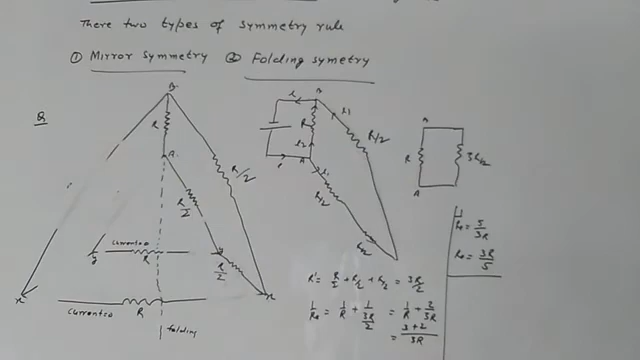 There two types of symmetry rule
① Mirror Symmetry ② Folding symetry
Q
B
R
A
R/2
R/2
R/2
x
y
current=0
R
x
current=0
R
folding
B
R
A
R/2
R/2
R/2
A
R
3R/2
A
R' = R/2 + R/2 + R/2 = 3R/2
1/Re = 1/R + 1/(3R/2) = 1/R + 2/3R
= 3+2/3R
1/Re = 5/3R
Re = 3R/5